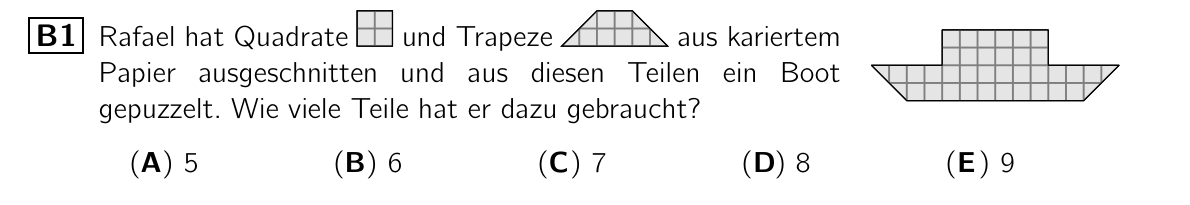 B1 Rafael hat Quadrate und Trapeze aus kariertem
Papier ausgeschnitten und aus diesen Teilen ein Boot
gepuzzelt. Wie viele Teile hat er dazu gebraucht?
(A) 5 (B) 6 (C) 7 (D) 8 (E) 9